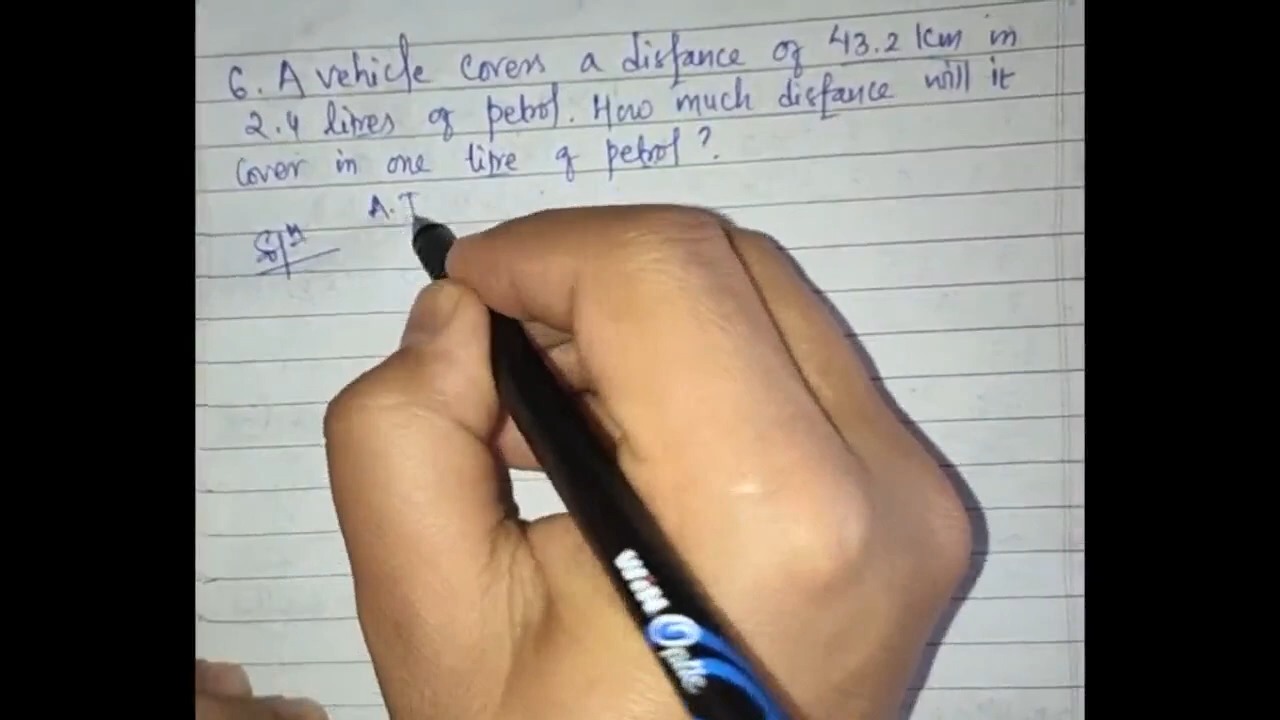 6. A vehicle covers a distance of 43.2 km in
2.4 litres of petrol. How much distance will it
cover in one litre of petrol?
A. T
Solⁿ
WIN